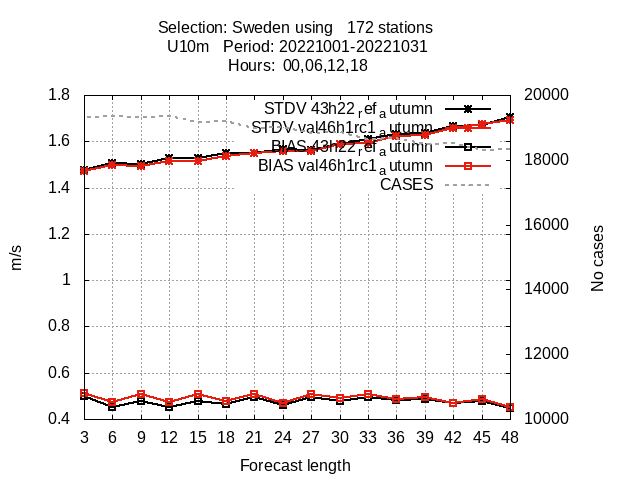 Selection: Sweden using 172 stations
U10m Period: 20221001-20221031
Hours: 00,06,12,18
1.8
1.6
1.4
1.2
1
0.8
0.6
0.4
m/s
STDV 43h22_ref_autumn
STDV val46h1rc1_autumn
BIAS 43h22_ref_autumn
BIAS val46h1rc1_autumn
CASES
20000
18000
16000
14000
12000
10000
No cases
3 6 9 12 15 18 21 24 27 30 33 36 39 42 45 48
Forecast length